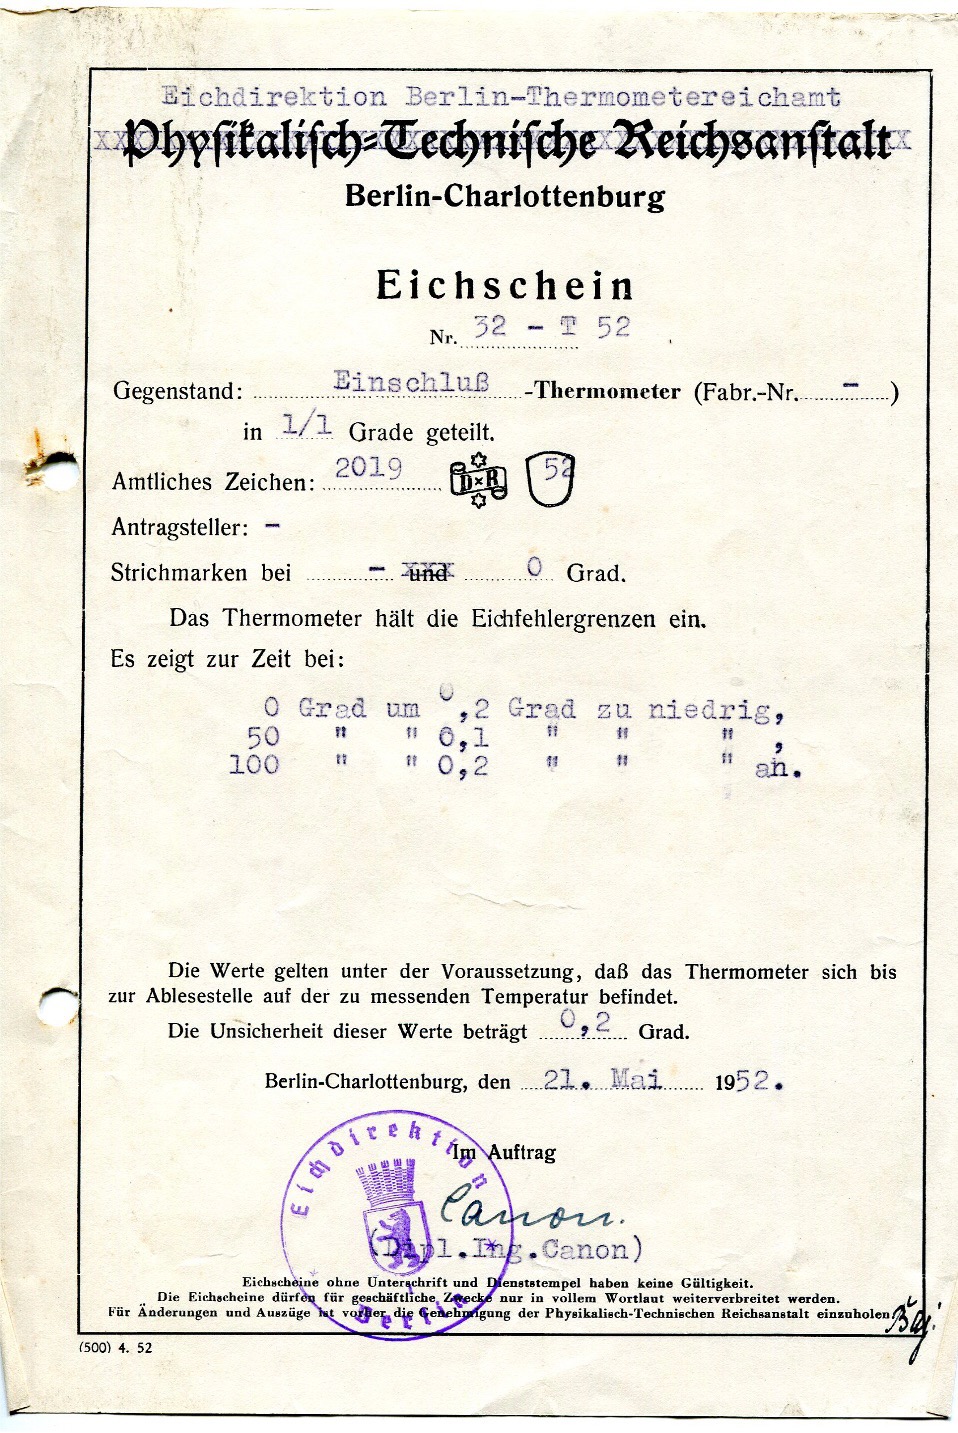 Eichdirektion Berlin-Thermometereichamt
Physikalisch-Technische Reichsanstalt
Berlin-Charlottenburg
Eichschein
Nr. 32 - T 52
Gegenstand: Einschluß -Thermometer (Fabr.-Nr. - )
in 1/1 Grade geteilt.
Amtliches Zeichen: 2019 D×R 52
Antragsteller: -
Strichmarken bei - und 0 Grad.
Das Thermometer hält die Eichfehlergrenzen ein.
Es zeigt zur Zeit bei:
0 Grad um 0,2 Grad zu niedrig,
50 " " 0,1 " " " ,
100 " " 0,2 " " " an.
Die Werte gelten unter der Voraussetzung, daß das Thermometer sich bis
zur Ablesestelle auf der zu messenden Temperatur befindet.
Die Unsicherheit dieser Werte beträgt 0,2 Grad.
Berlin-Charlottenburg, den 21. Mai 1952.
Im Auftrag
Canon.
(Dipl.Ing.Canon)
Eichdirektion
Berlin
Eichscheine ohne Unterschrift und Dienststempel haben keine Gültigkeit.
Die Eichscheine dürfen für geschäftliche Zwecke nur in vollem Wortlaut weiterverbreitet werden.
Für Änderungen und Auszüge ist vorher die Genehmigung der Physikalisch-Technischen Reichsanstalt einzuholen.
(500) 4. 52